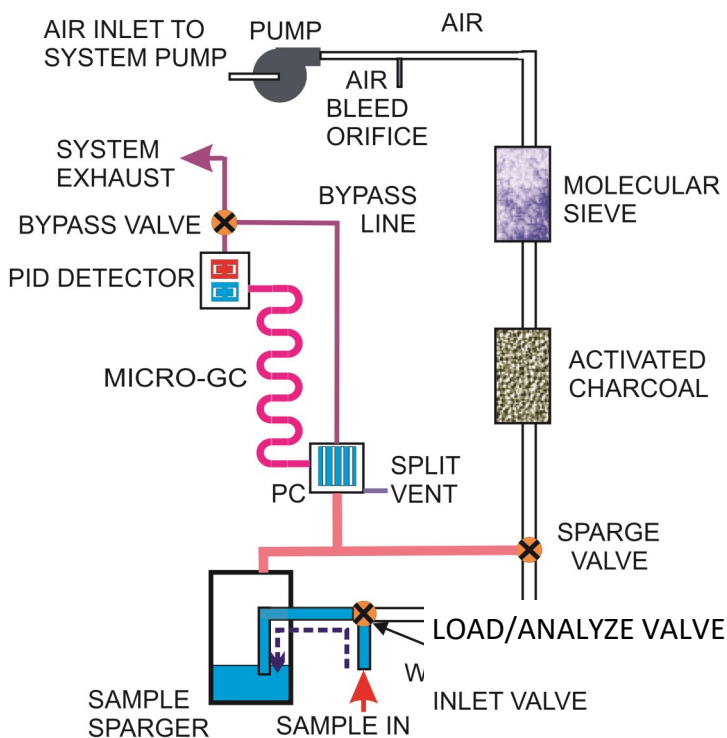 AIR INLET TO
SYSTEM PUMP
PUMP
AIR
AIR
BLEED
ORIFICE
SYSTEM
EXHAUST
BYPASS
LINE
MOLECULAR
SIEVE
BYPASS VALVE
PID DETECTOR
MICRO-GC
ACTIVATED
CHARCOAL
PC
SPLIT
VENT
SPARGE
VALVE
LOAD/ANALYZE VALVE
W
INLET VALVE
SAMPLE
SPARGER
SAMPLE IN